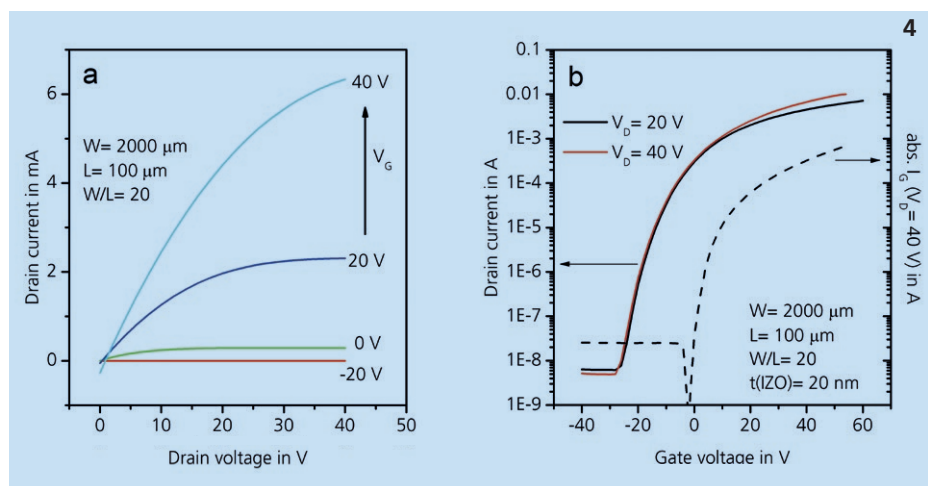 4
a
W= 2000 µm
L= 100 µm
W/L= 20
40 V
V_G
20 V
0 V
-20 V
6
4
2
0
Drain current in mA
0 10 20 30 40 50
Drain voltage in V
b
V_D= 20 V
V_D= 40 V
0.1
0.01
1E-3
1E-4
1E-5
1E-6
1E-7
1E-8
1E-9
Drain current in A
abs. I_G (V_D= 40 V) in A
W= 2000 µm
L= 100 µm
W/L= 20
t(IZO)= 20 nm
-40 -20 0 20 40 60
Gate voltage in V